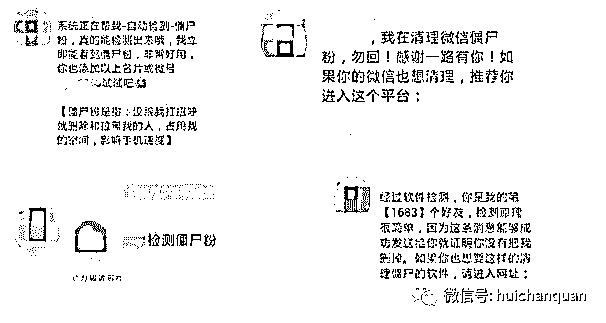 系统正在帮我-自动检测-僵尸
粉，真的能检测出来哦，我立
即能看到僵尸粉，非常好用，
你也添加以上名片或微号
试试吧
【僵尸粉是指：没跟我打招呼
就删除和拉黑我的人，占用我
的空间，影响手机速度】
，我在清理微信僵尸
粉，勿回！感谢一路有你！如
果你的微信也想清理，推荐你
进入这个平台：
检测僵尸粉
经过软件检测，你是我的第
【1683】个好友，检测原理
很简单，因为这条消息能够成
功发送给你就证明你没有把我
删掉。如果你也想要这样的清
理僵尸的软件，请进入网址：
微信号: huichanquan